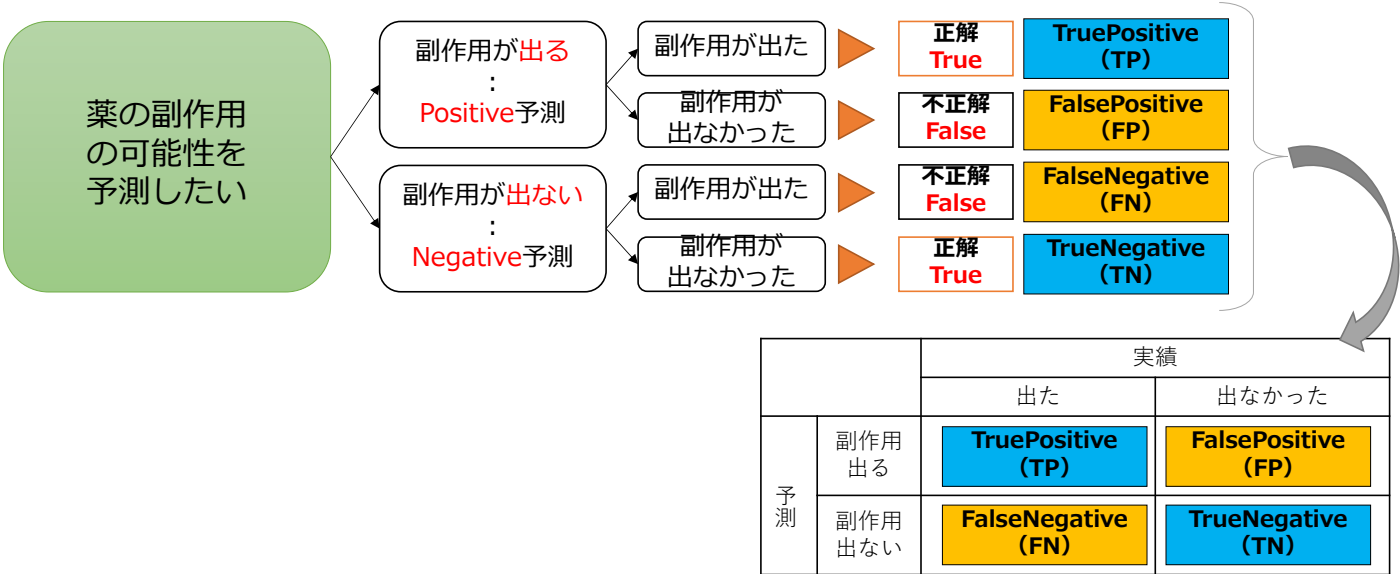 薬の副作用
の可能性を
予測したい
副作用が出る
:
Positive予測
副作用が出ない
:
Negative予測
副作用が出た
副作用が
出なかった
副作用が出た
副作用が
出なかった
正解
True
TruePositive
(TP)
不正解
False
FalsePositive
(FP)
不正解
False
FalseNegative
(FN)
正解
True
TrueNegative
(TN)
実績
出た
出なかった
予測
副作用
出る
TruePositive
(TP)
FalsePositive
(FP)
副作用
出ない
FalseNegative
(FN)
TrueNegative
(TN)